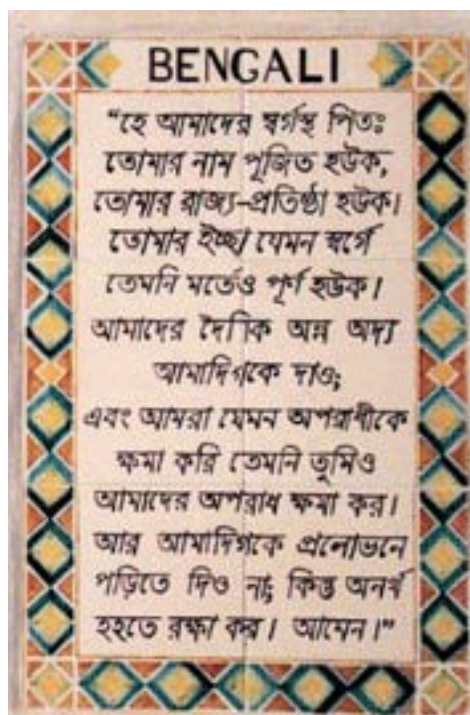 BENGALI
“হে আমাদের স্বর্গস্থ পিতঃ
তোমার নাম পূজিত হউক,
তোমার রাজ্য-প্রতিষ্ঠা হউক।
তোমার ইচ্ছা যেমন স্বর্গে
তেমনি মর্তেও পূর্ণ হউক।
আমাদের দৈণিক অন্ন অদ্য
আমাদিগকে দাও;
এবং আমরা যেমন অপরাধীকে
ক্ষমা করি তেমনি তুমিও
আমাদের অপরাধ ক্ষমা কর।
আর আমাদিগকে প্রলোভনে
পড়িতে দিও না; কিন্তু অনর্থ
হহতে রক্ষা কর। আমেন।”